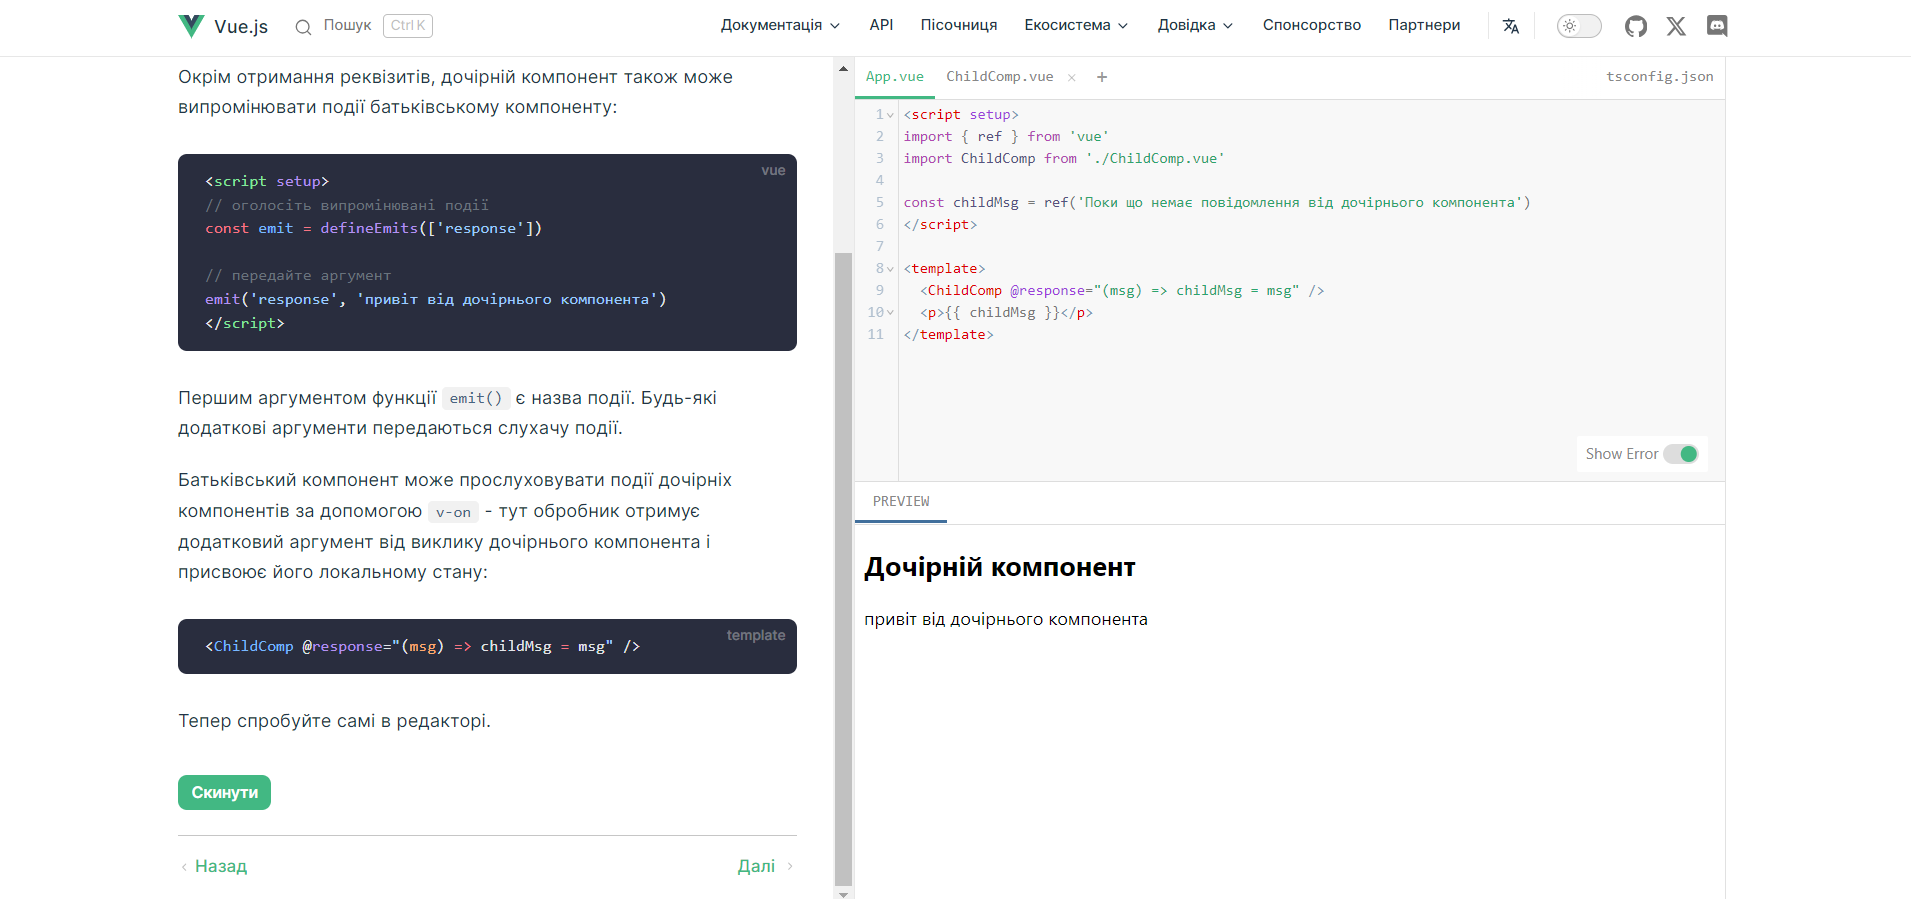 Vue.js Пошук Ctrl K Документація API Пісочниця Екосистема Довідка Спонсорство Партнери
Окрім отримання реквізитів, дочірній компонент також може
випромінювати події батьківському компоненту:
vue
<script setup>
// оголосіть випромінювані події
const emit = defineEmits(['response'])
// передайте аргумент
emit('response', 'привіт від дочірнього компонента')
</script>
Першим аргументом функції emit() є назва події. Будь-які
додаткові аргументи передаються слухачу події.
Батьківський компонент може прослуховувати події дочірніх
компонентів за допомогою v-on - тут обробник отримує
додатковий аргумент від виклику дочірнього компонента і
присвоює його локальному стану:
template
<ChildComp @response="(msg) => childMsg = msg" />
Тепер спробуйте самі в редакторі.
Скинути
Назад Далі
App.vue ChildComp.vue × + tsconfig.json
1 <script setup>
2 import { ref } from 'vue'
3 import ChildComp from './ChildComp.vue'
4
5 const childMsg = ref('Поки що немає повідомлення від дочірнього компонента')
6 </script>
7
8 <template>
9 <ChildComp @response="(msg) => childMsg = msg" />
10 <p>{{ childMsg }}</p>
11 </template>
Show Error
PREVIEW
Дочірній компонент
привіт від дочірнього компонента